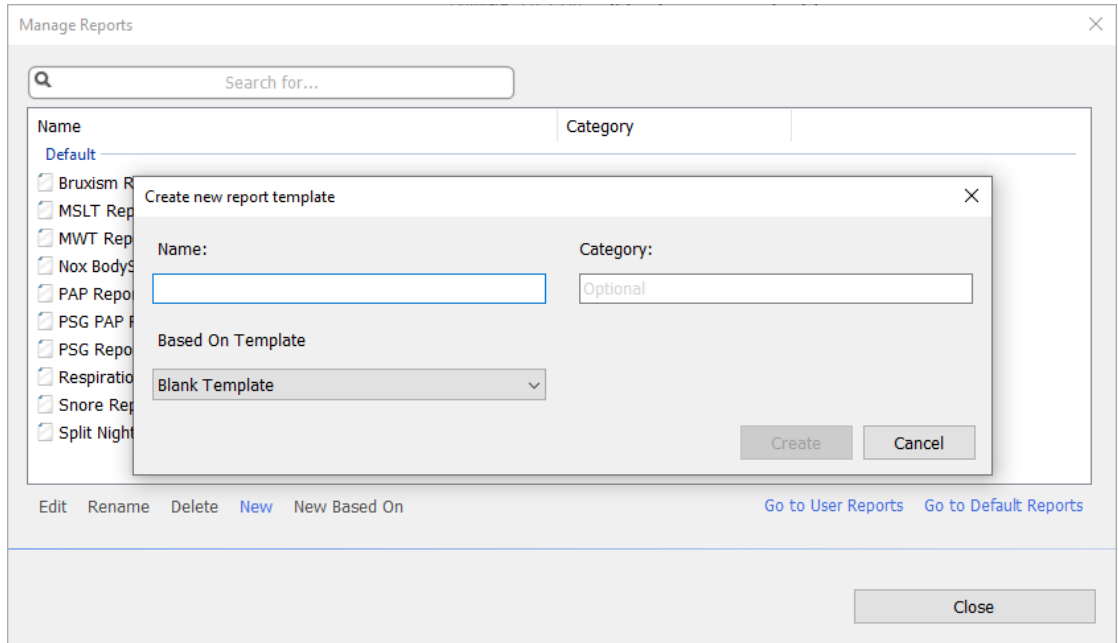 Manage Reports
Search for...
Name Category
Default
Bruxism R
MSLT Rep
MWT Rep
Nox BodyS
PAP Repo
PSG PAP
PSG Repo
Respiratio
Snore Rep
Split Night
Create new report template
Name: Category:
Optional
Based On Template
Blank Template
Create Cancel
Edit Rename Delete New New Based On Go to User Reports Go to Default Reports
Close